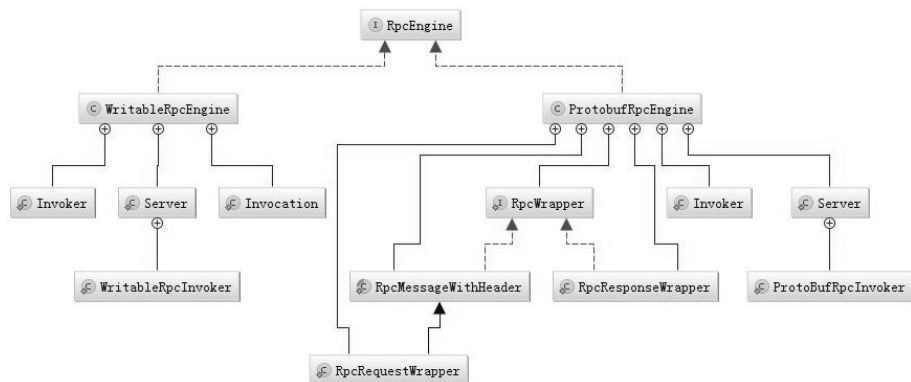 I RpcEngine
C WritableRpcEngine
C ProtobufRpcEngine
C Invoker
C Server
C Invocation
I RpcWrapper
C Invoker
C Server
C WritableRpcInvoker
C RpcMessageWithHeader
C RpcResponseWrapper
C ProtoBufRpcInvoker
C RpcRequestWrapper